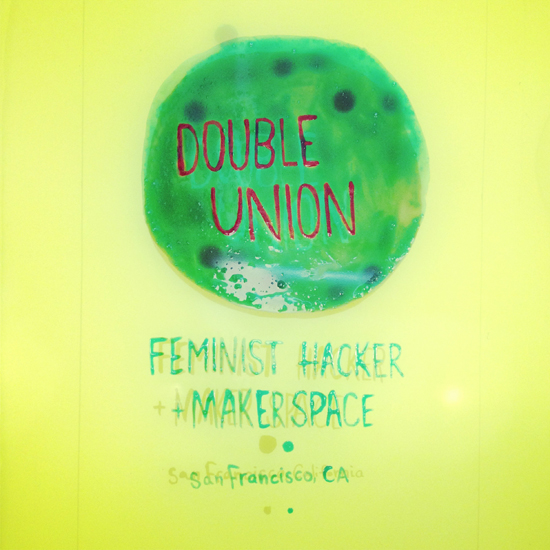 DOUBLE
UNION
FEMINIST HACKER
+ MAKERSPACE
San Francisco, CA